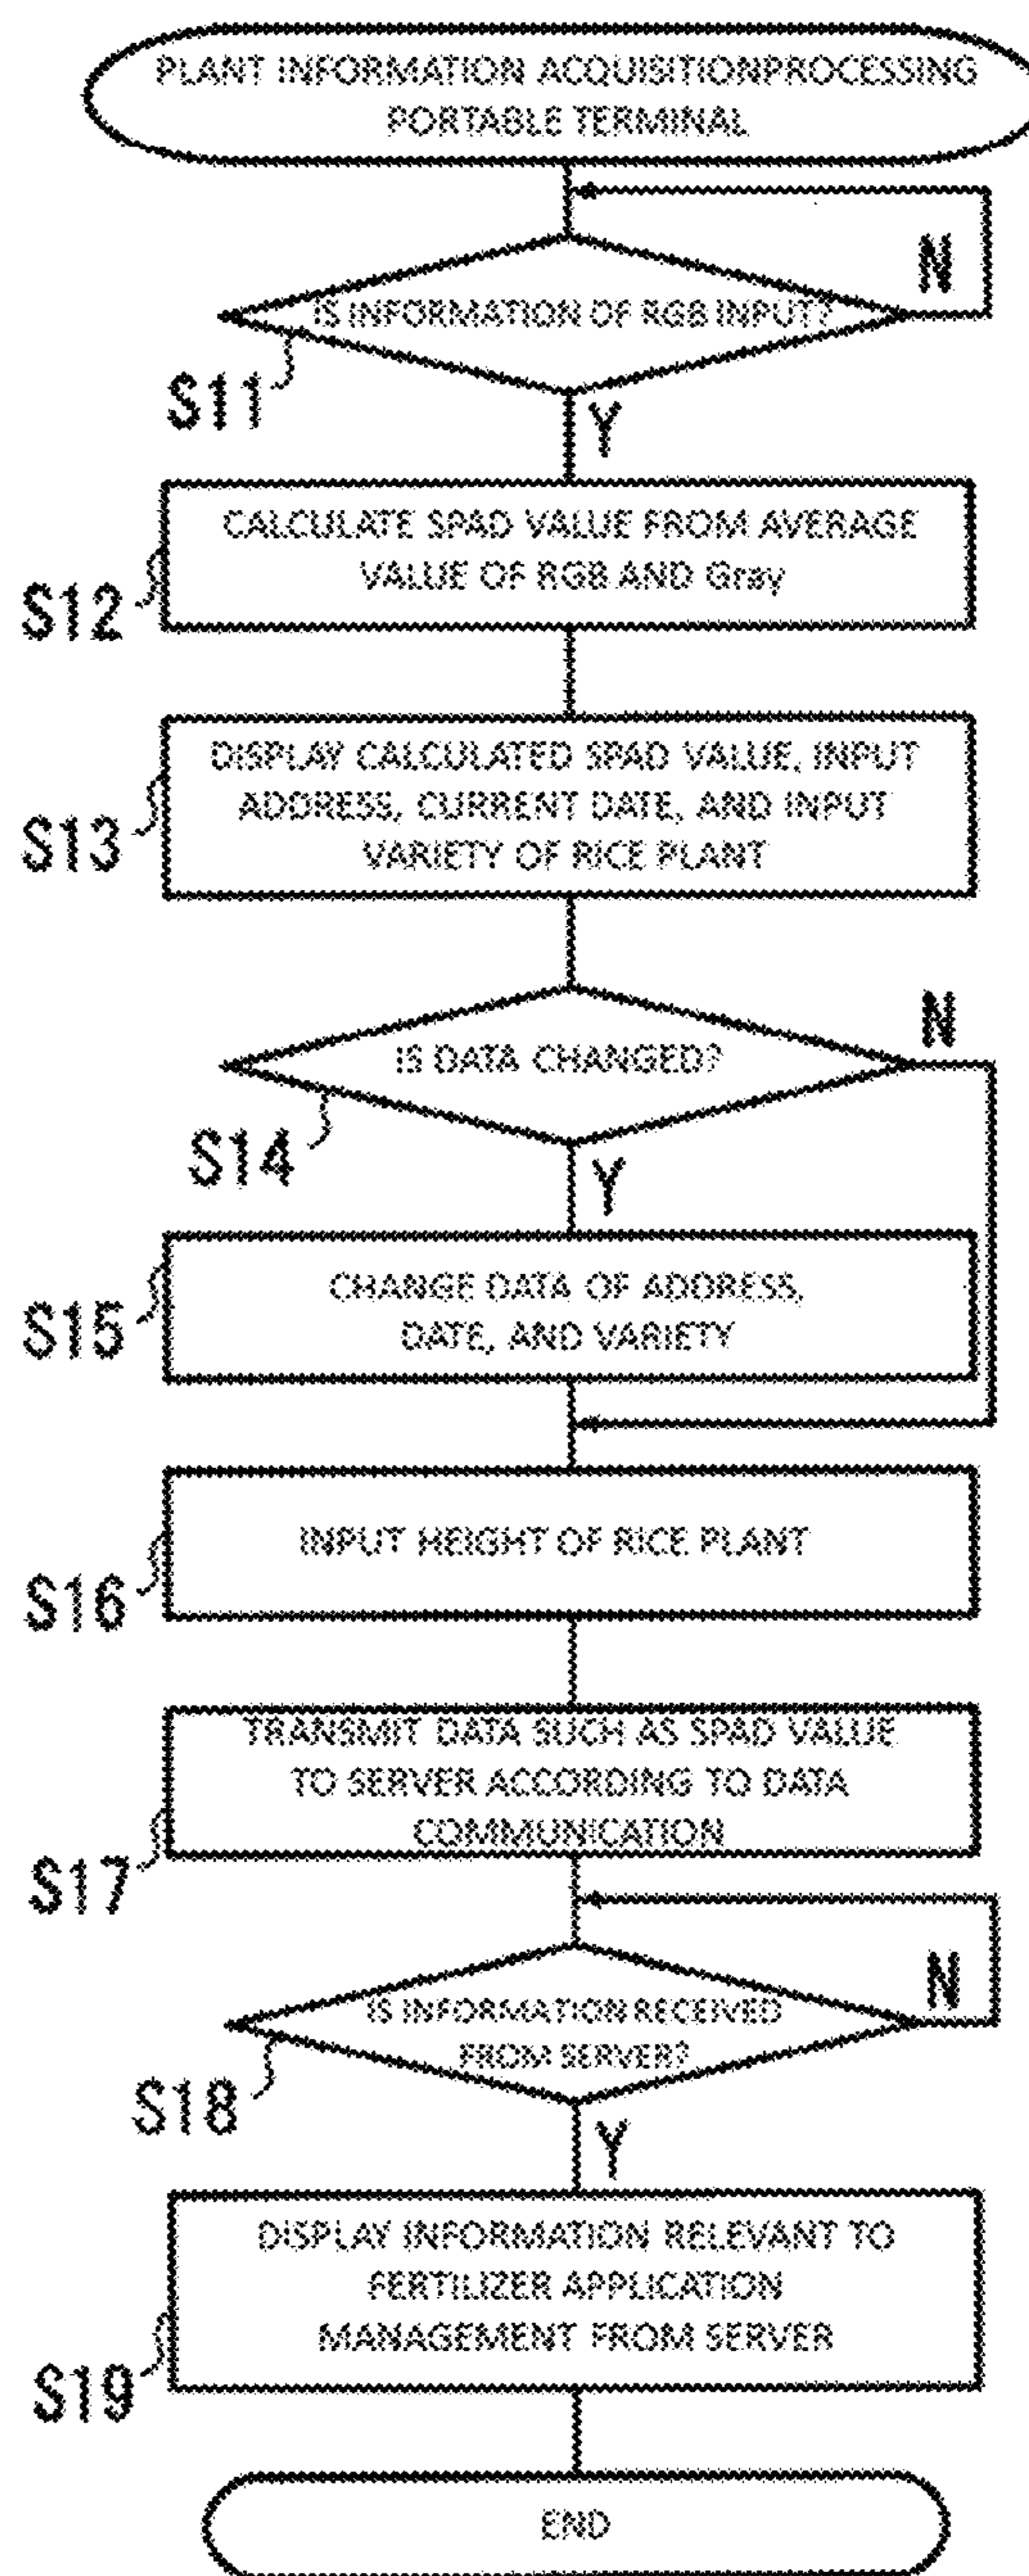 PLANT INFORMATION ACQUISITIONPROCESSING
PORTABLE TERMINAL
N
IS INFORMATION OF RGB INPUT?
S11
Y
CALCULATE SPAD VALUE FROM AVERAGE
VALUE OF RGB AND Gray
S12
DISPLAY CALCULATED SPAD VALUE, INPUT
ADDRESS, CURRENT DATE, AND INPUT
VARIETY OF RICE PLANT
S13
N
IS DATA CHANGED?
S14
Y
CHANGE DATA OF ADDRESS,
DATE, AND VARIETY
S15
INPUT HEIGHT OF RICE PLANT
S16
TRANSMIT DATA SUCH AS SPAD VALUE
TO SERVER ACCORDING TO DATA
COMMUNICATION
S17
N
IS INFORMATION RECEIVED
FROM SERVER?
S18
Y
DISPLAY INFORMATION RELEVANT TO
FERTILIZER APPLICATION
MANAGEMENT FROM SERVER
S19
END